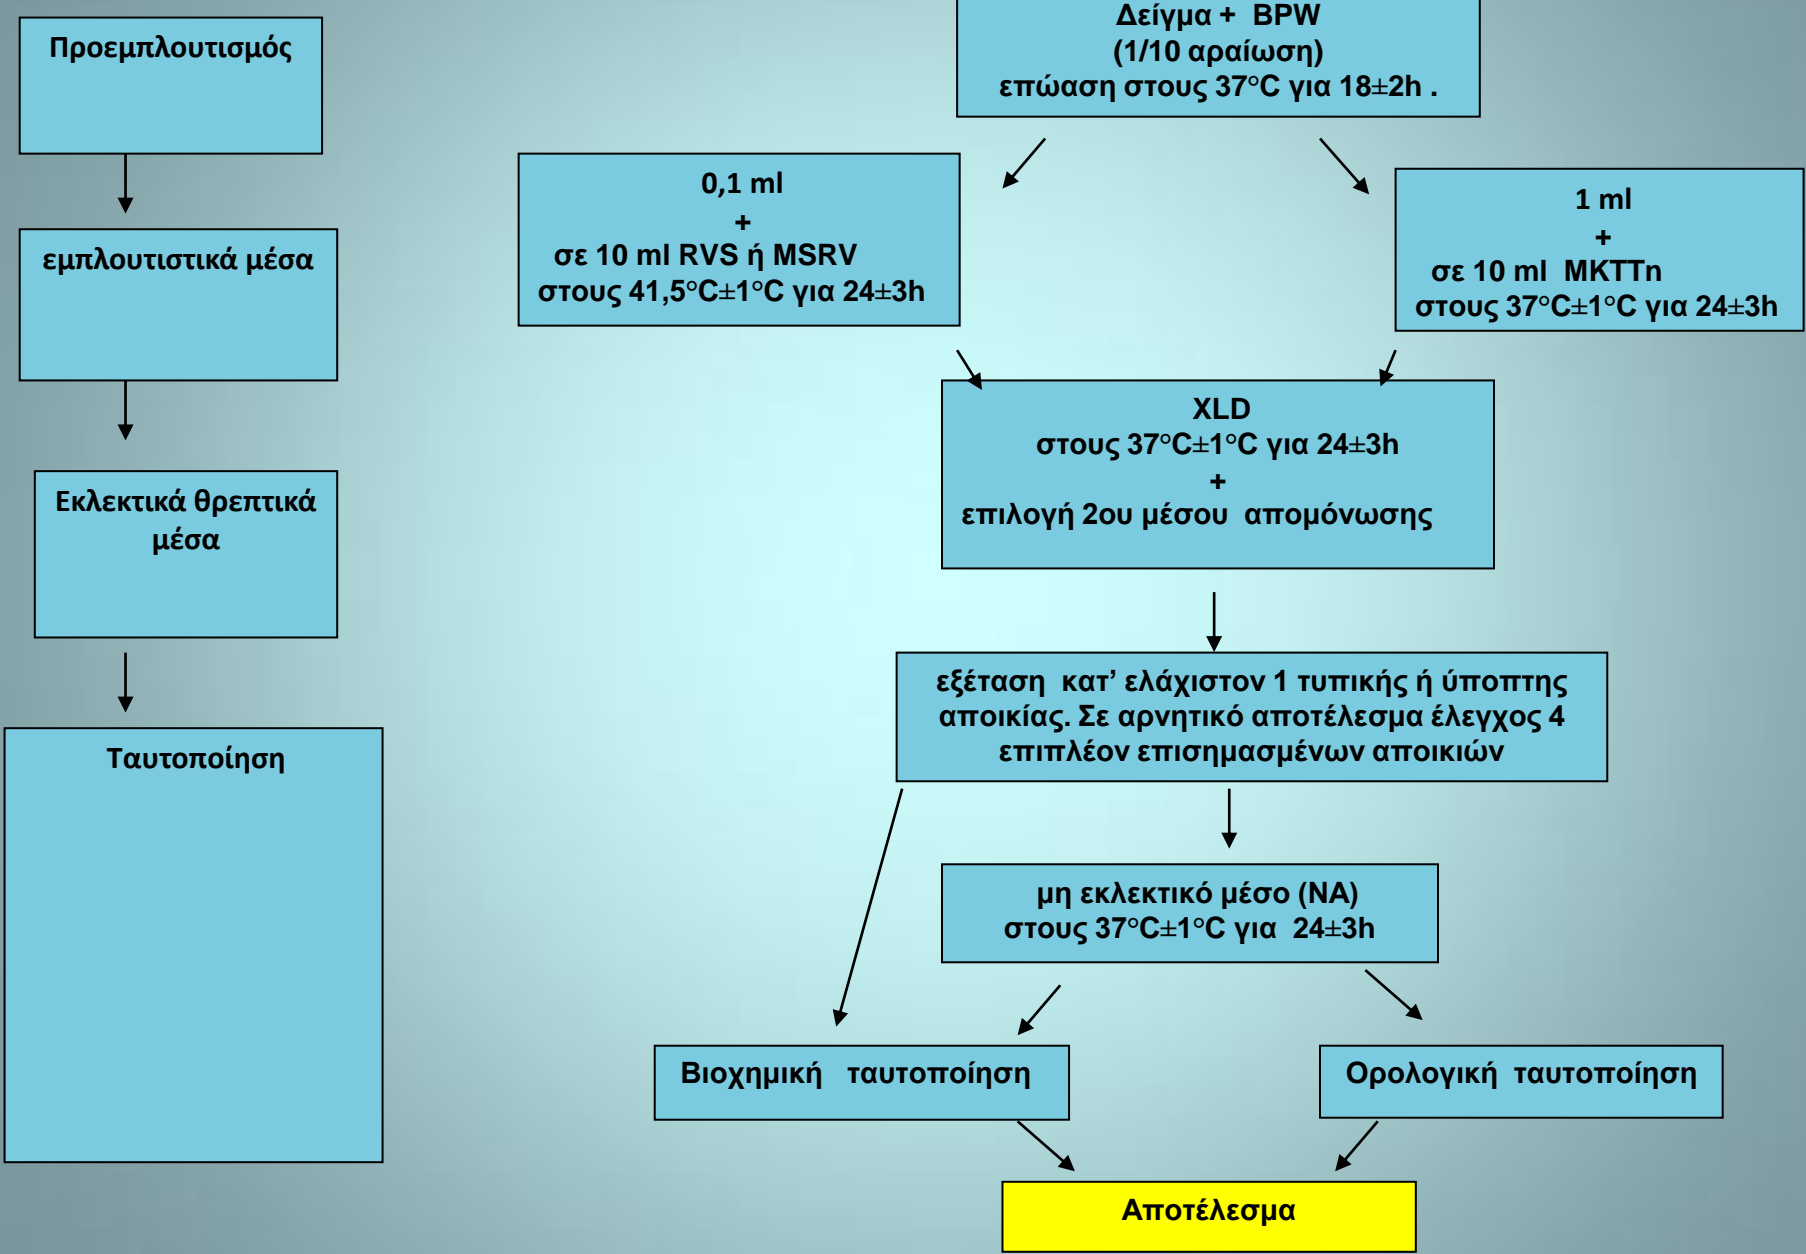 Προεμπλουτισμός
εμπλουτιστικά μέσα
Εκλεκτικά θρεπτικά
μέσα
Ταυτοποίηση
Δείγμα + BPW
(1/10 αραίωση)
επώαση στους 37°C για 18±2h .
0,1 ml
+
σε 10 ml RVS ή MSRV
στους 41,5°C±1°C για 24±3h
1 ml
+
σε 10 ml MKTTn
στους 37°C±1°C για 24±3h
XLD
στους 37°C±1°C για 24±3h
+
επιλογή 2ου μέσου απομόνωσης
εξέταση κατ’ ελάχιστον 1 τυπικής ή ύποπτης
αποικίας. Σε αρνητικό αποτέλεσμα έλεγχος 4
επιπλέον επισημασμένων αποικιών
μη εκλεκτικό μέσο (NA)
στους 37°C±1°C για 24±3h
Βιοχημική ταυτοποίηση
Ορολογική ταυτοποίηση
Αποτέλεσμα